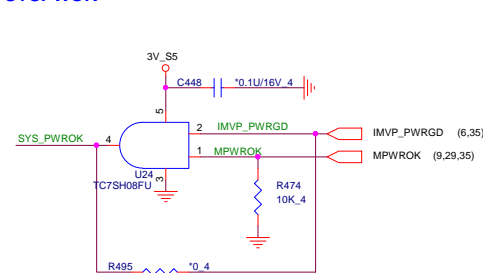 3V_S5
C448 *0.1U/16V_4
5
SYS_PWROK 4
2 IMVP_PWRGD
IMVP_PWRGD (6,35)
1 MPWROK
MPWROK (9,29,35)
U24
TC7SH08FU
3
R474
10K_4
R495 *0_4